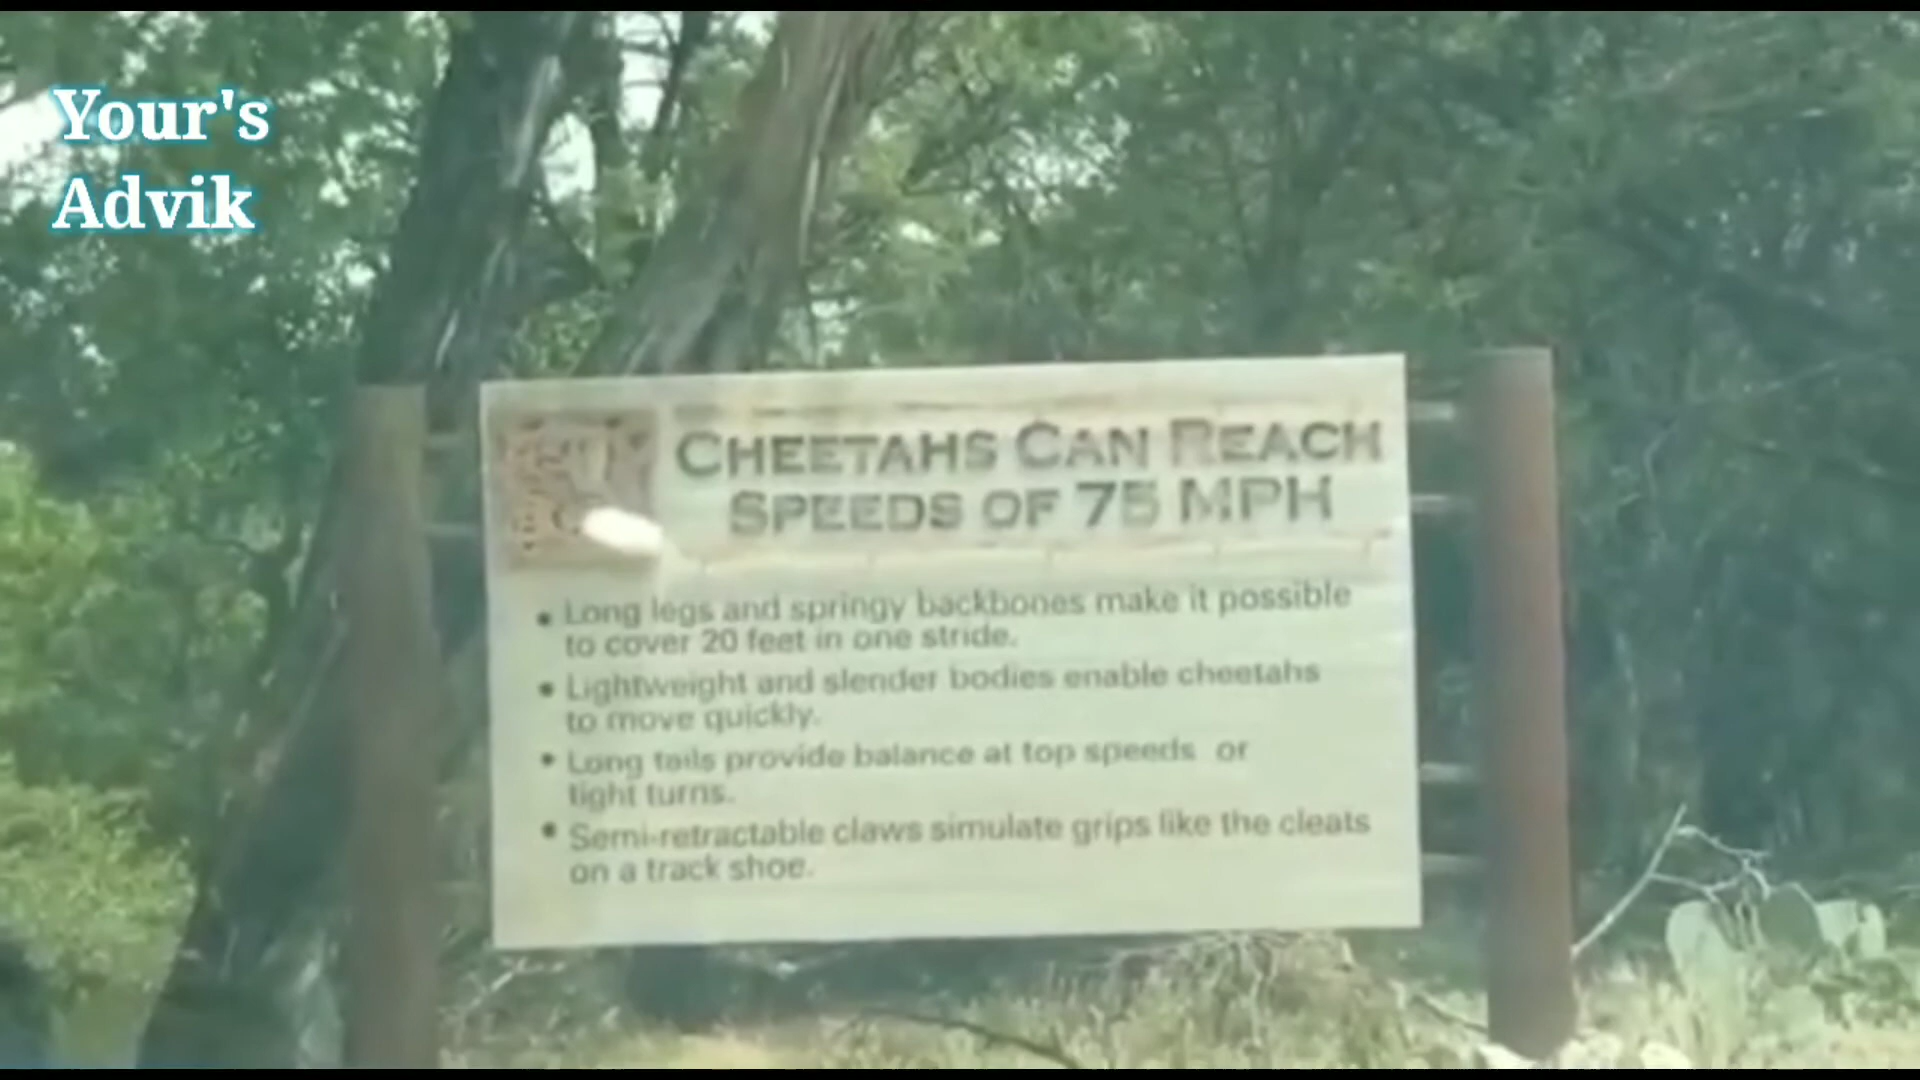 Your's
Advik
CHEETAHS CAN REACH
SPEEDS OF 75 MPH
• Long legs and springy backbones make it possible
to cover 20 feet in one stride.
• Lightweight and slender bodies enable cheetahs
to move quickly.
• Long tails provide balance at top speeds or
tight turns.
• Semi-retractable claws simulate grips like the cleats
on a track shoe.